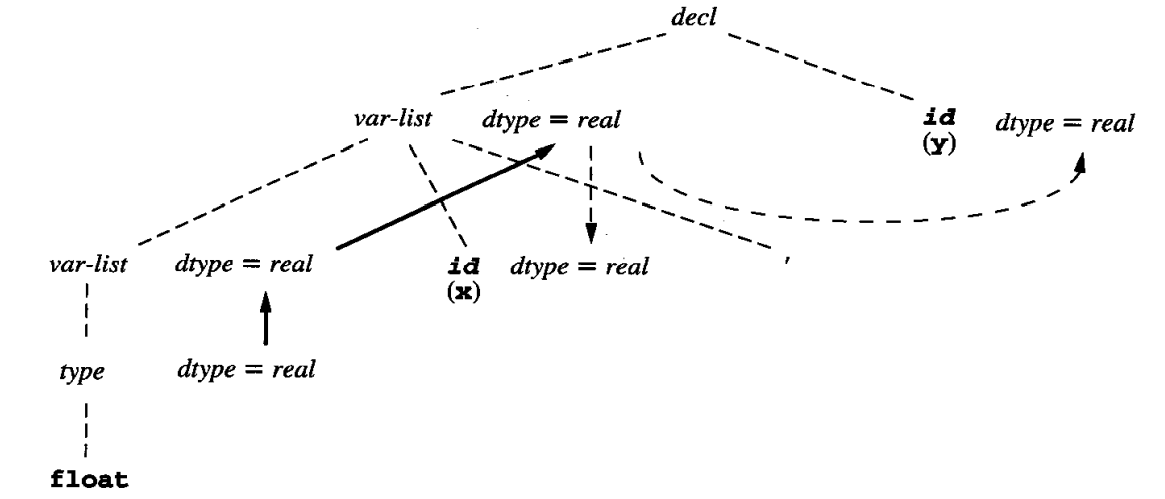 decl
var-list dtype = real id dtype = real
(y)
var-list dtype = real id dtype = real ,
(x)
type dtype = real
float